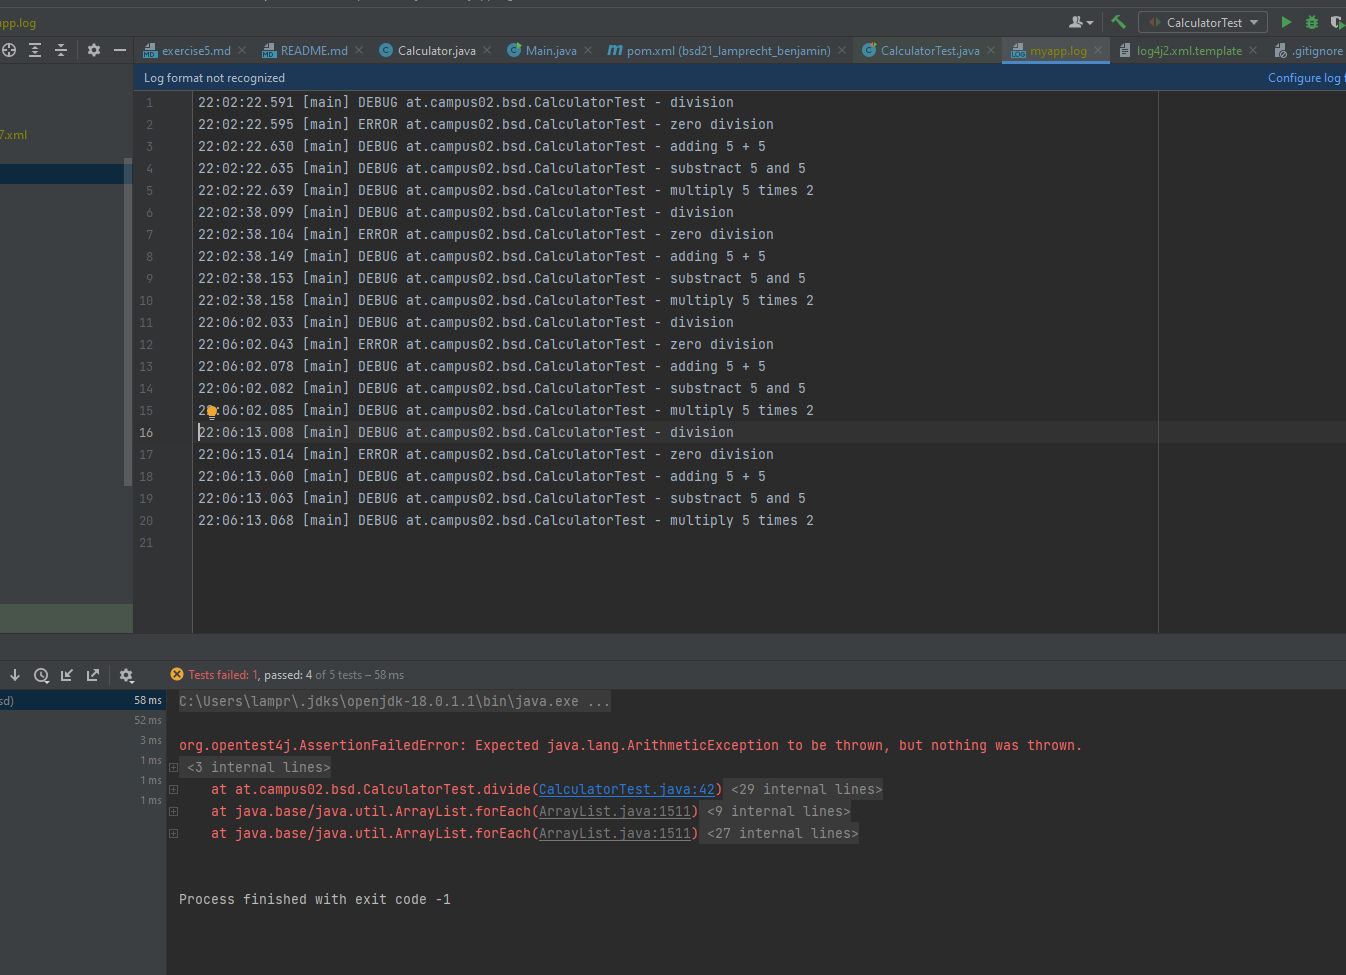 app.log
CalculatorTest
exercise5.md
README.md
Calculator.java
Main.java
pom.xml (bsd21_lamprecht_benjamin)
CalculatorTest.java
myapp.log
log4j2.xml.template
.gitignore
Log format not recognized
Configure log f
7.xml
1 22:02:22.591 [main] DEBUG at.campus02.bsd.CalculatorTest - division
2 22:02:22.595 [main] ERROR at.campus02.bsd.CalculatorTest - zero division
3 22:02:22.630 [main] DEBUG at.campus02.bsd.CalculatorTest - adding 5 + 5
4 22:02:22.635 [main] DEBUG at.campus02.bsd.CalculatorTest - substract 5 and 5
5 22:02:22.639 [main] DEBUG at.campus02.bsd.CalculatorTest - multiply 5 times 2
6 22:02:38.099 [main] DEBUG at.campus02.bsd.CalculatorTest - division
7 22:02:38.104 [main] ERROR at.campus02.bsd.CalculatorTest - zero division
8 22:02:38.149 [main] DEBUG at.campus02.bsd.CalculatorTest - adding 5 + 5
9 22:02:38.153 [main] DEBUG at.campus02.bsd.CalculatorTest - substract 5 and 5
10 22:02:38.158 [main] DEBUG at.campus02.bsd.CalculatorTest - multiply 5 times 2
11 22:06:02.033 [main] DEBUG at.campus02.bsd.CalculatorTest - division
12 22:06:02.043 [main] ERROR at.campus02.bsd.CalculatorTest - zero division
13 22:06:02.078 [main] DEBUG at.campus02.bsd.CalculatorTest - adding 5 + 5
14 22:06:02.082 [main] DEBUG at.campus02.bsd.CalculatorTest - substract 5 and 5
15 22:06:02.085 [main] DEBUG at.campus02.bsd.CalculatorTest - multiply 5 times 2
16 22:06:13.008 [main] DEBUG at.campus02.bsd.CalculatorTest - division
17 22:06:13.014 [main] ERROR at.campus02.bsd.CalculatorTest - zero division
18 22:06:13.060 [main] DEBUG at.campus02.bsd.CalculatorTest - adding 5 + 5
19 22:06:13.063 [main] DEBUG at.campus02.bsd.CalculatorTest - substract 5 and 5
20 22:06:13.068 [main] DEBUG at.campus02.bsd.CalculatorTest - multiply 5 times 2
21
Tests failed: 1, passed: 4 of 5 tests – 58 ms
sd) 58 ms
52 ms
3 ms
1 ms
1 ms
1 ms
C:\Users\lampr\.jdks\openjdk-18.0.1.1\bin\java.exe ...
org.opentest4j.AssertionFailedError: Expected java.lang.ArithmeticException to be thrown, but nothing was thrown.
<3 internal lines>
at at.campus02.bsd.CalculatorTest.divide(CalculatorTest.java:42) <29 internal lines>
at java.base/java.util.ArrayList.forEach(ArrayList.java:1511) <9 internal lines>
at java.base/java.util.ArrayList.forEach(ArrayList.java:1511) <27 internal lines>
Process finished with exit code -1